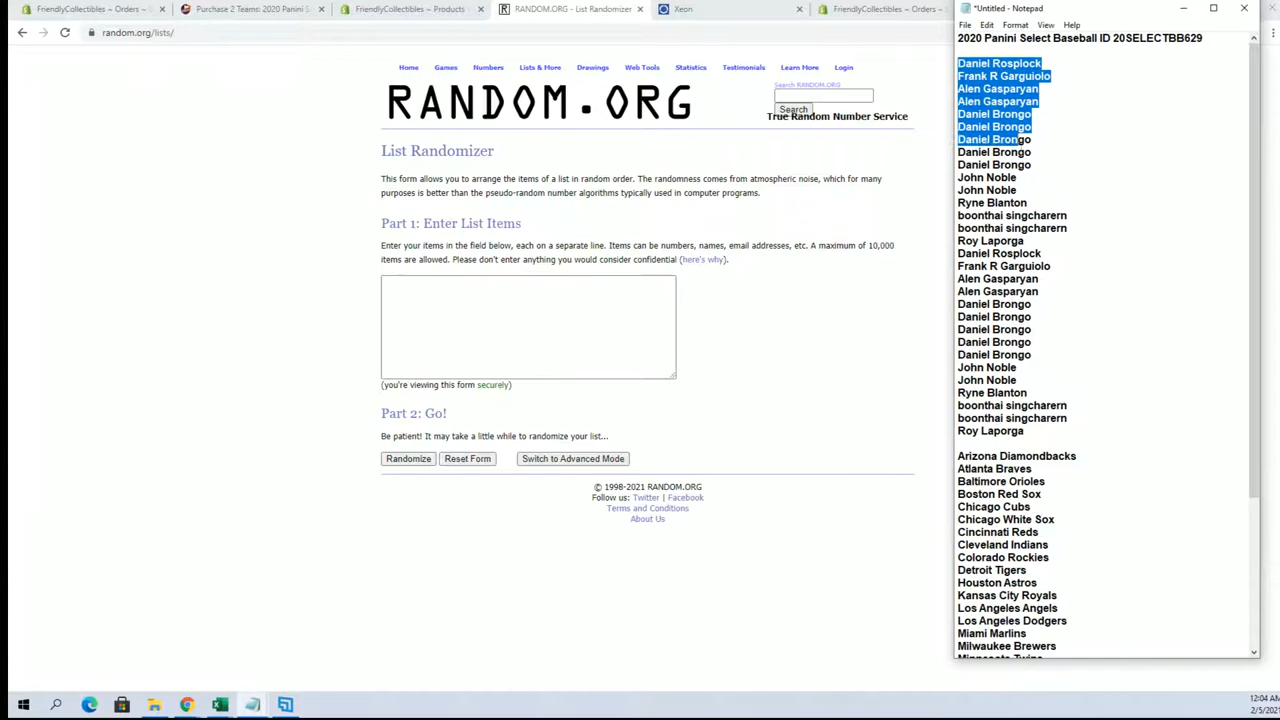 FriendlyCollectibles ~ Orders ~
Purchase 2 Teams: 2020 Panini S
FriendlyCollectibles ~ Products
RANDOM.ORG - List Randomizer
Xeon
FriendlyCollectibles ~ Orders ~
random.org/lists/
Home Games Numbers Lists & More Drawings Web Tools Statistics Testimonials Learn More Login
Search RANDOM.ORG
RANDOM.ORG
Search
True Random Number Service
List Randomizer
This form allows you to arrange the items of a list in random order. The randomness comes from atmospheric noise, which for many
purposes is better than the pseudo-random number algorithms typically used in computer programs.
Part 1: Enter List Items
Enter your items in the field below, each on a separate line. Items can be numbers, names, email addresses, etc. A maximum of 10,000
items are allowed. Please don't enter anything you would consider confidential (here's why).
(you're viewing this form securely)
Part 2: Go!
Be patient! It may take a little while to randomize your list...
Randomize Reset Form Switch to Advanced Mode
© 1998-2021 RANDOM.ORG
Follow us: Twitter | Facebook
Terms and Conditions
About Us
*Untitled - Notepad
File Edit Format View Help
2020 Panini Select Baseball ID 20SELECTBB629
Daniel Rosplock
Frank R Garguiolo
Alen Gasparyan
Alen Gasparyan
Daniel Brongo
Daniel Brongo
Daniel Brongo
Daniel Brongo
Daniel Brongo
John Noble
John Noble
Ryne Blanton
boonthai singcharern
boonthai singcharern
Roy Laporga
Daniel Rosplock
Frank R Garguiolo
Alen Gasparyan
Alen Gasparyan
Daniel Brongo
Daniel Brongo
Daniel Brongo
Daniel Brongo
Daniel Brongo
John Noble
John Noble
Ryne Blanton
boonthai singcharern
boonthai singcharern
Roy Laporga
Arizona Diamondbacks
Atlanta Braves
Baltimore Orioles
Boston Red Sox
Chicago Cubs
Chicago White Sox
Cincinnati Reds
Cleveland Indians
Colorado Rockies
Detroit Tigers
Houston Astros
Kansas City Royals
Los Angeles Angels
Los Angeles Dodgers
Miami Marlins
Milwaukee Brewers
Minnesota Twins
12:04 AM
2/5/2021